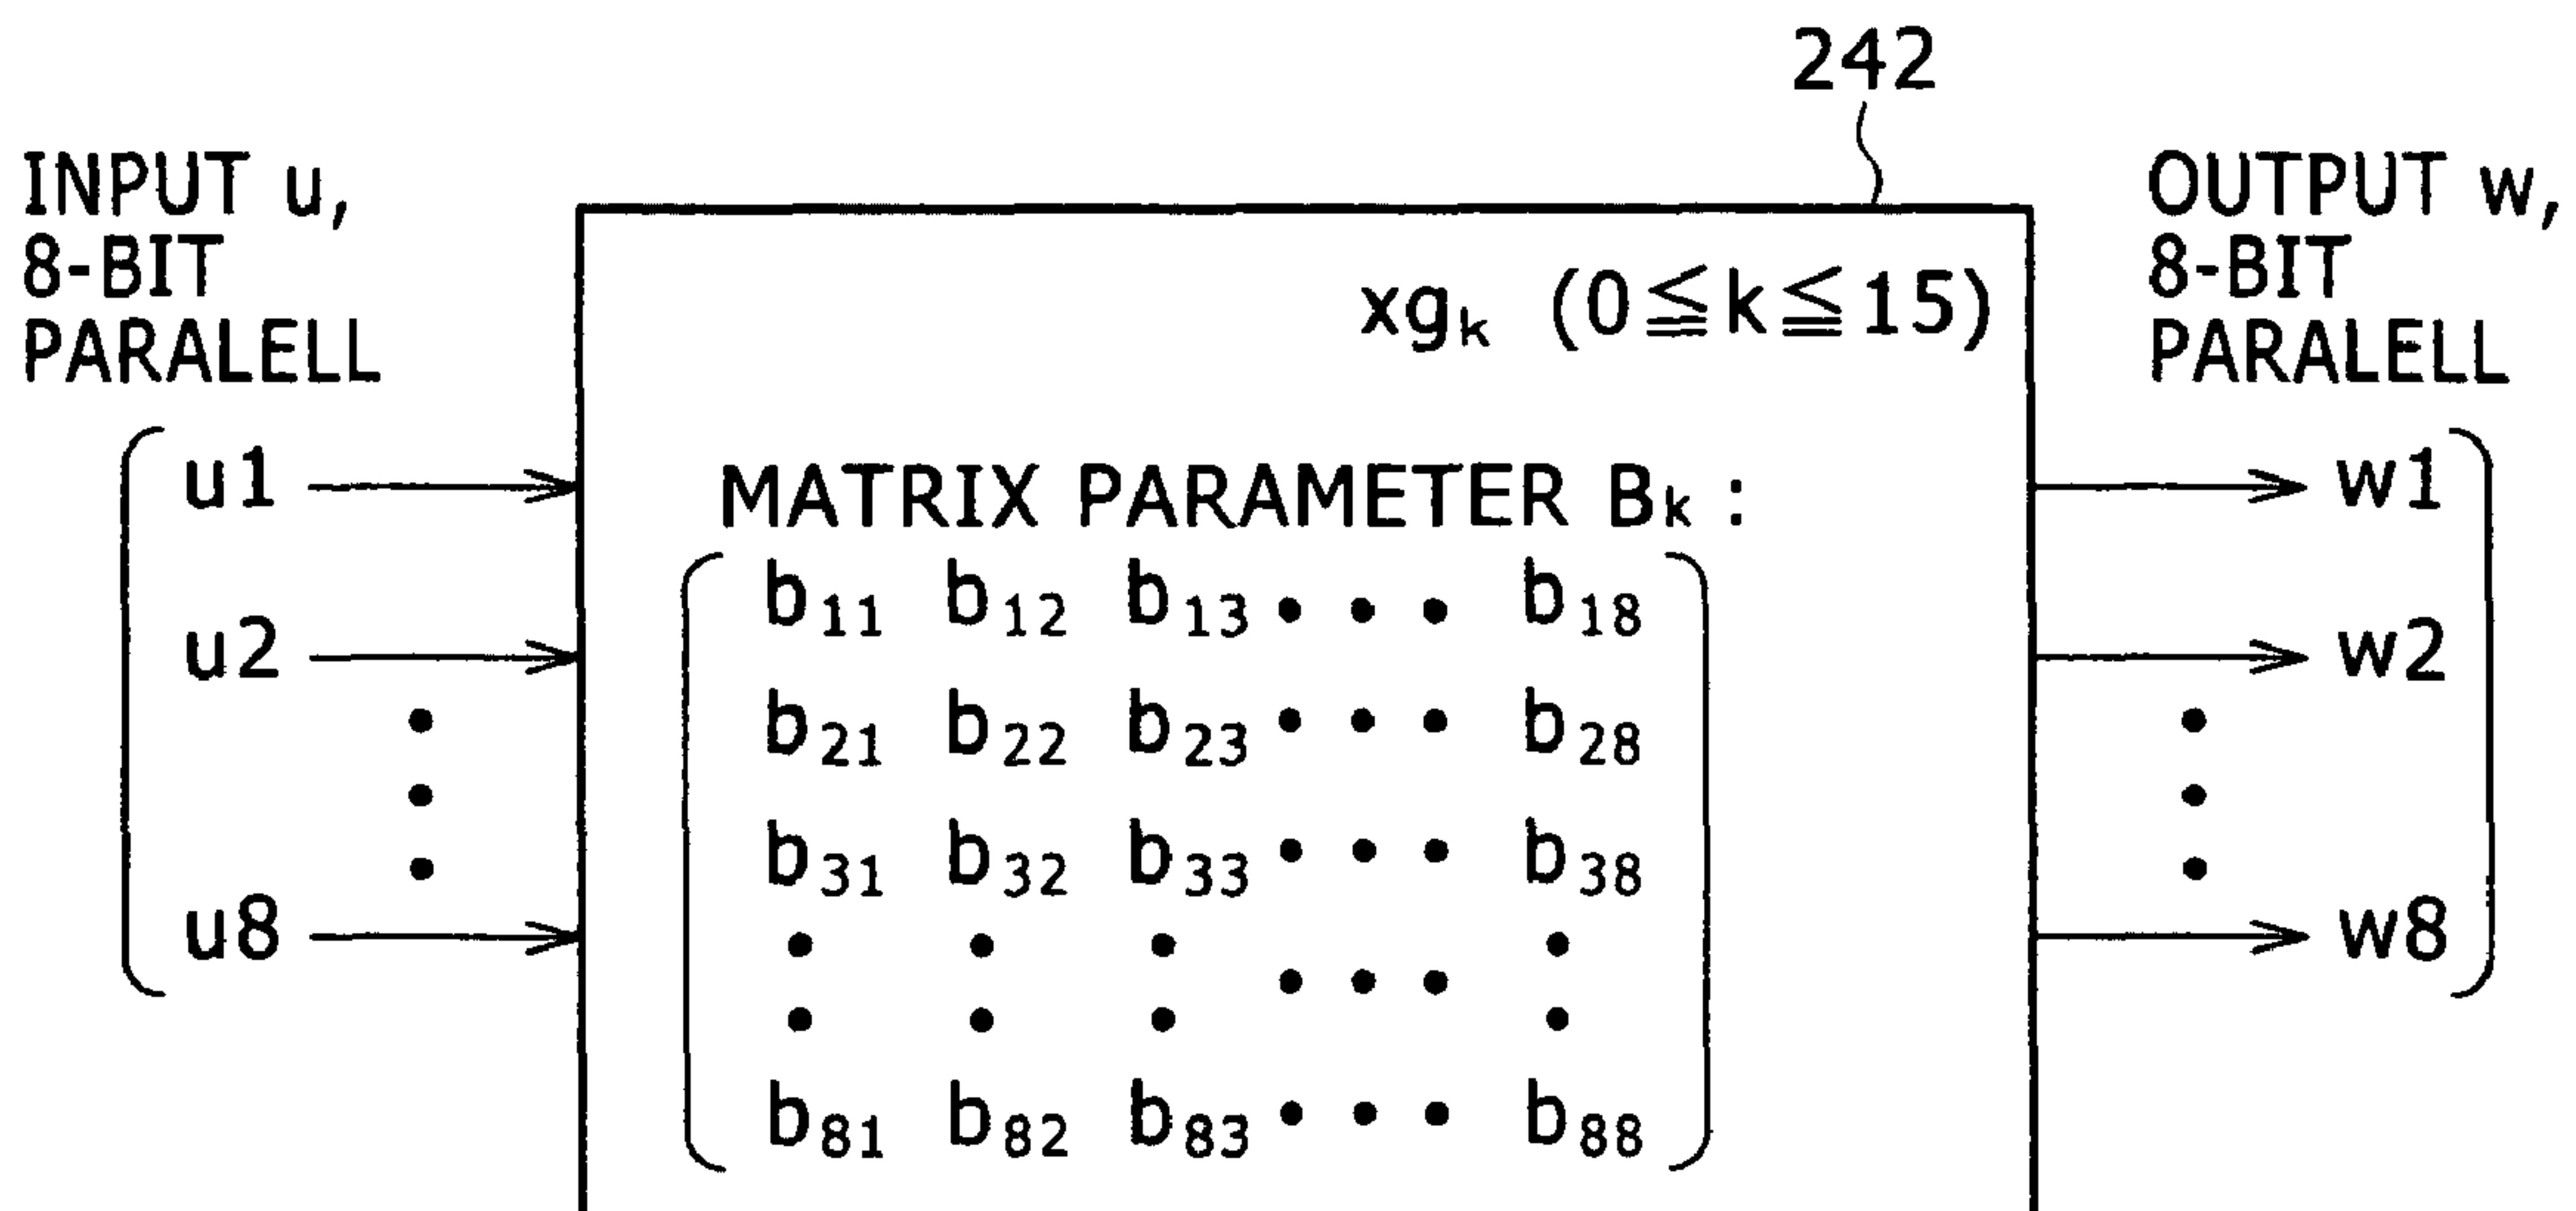 242
INPUT u,
8-BIT
PARALELL
OUTPUT w,
8-BIT
PARALELL
xgₖ (0≦k≦15)
u1
u2
u8
MATRIX PARAMETER Bₖ :
b₁₁ b₁₂ b₁₃ • • • b₁₈
b₂₁ b₂₂ b₂₃ • • • b₂₈
b₃₁ b₃₂ b₃₃ • • • b₃₈
b₈₁ b₈₂ b₈₃ • • • b₈₈
w1
w2
w8